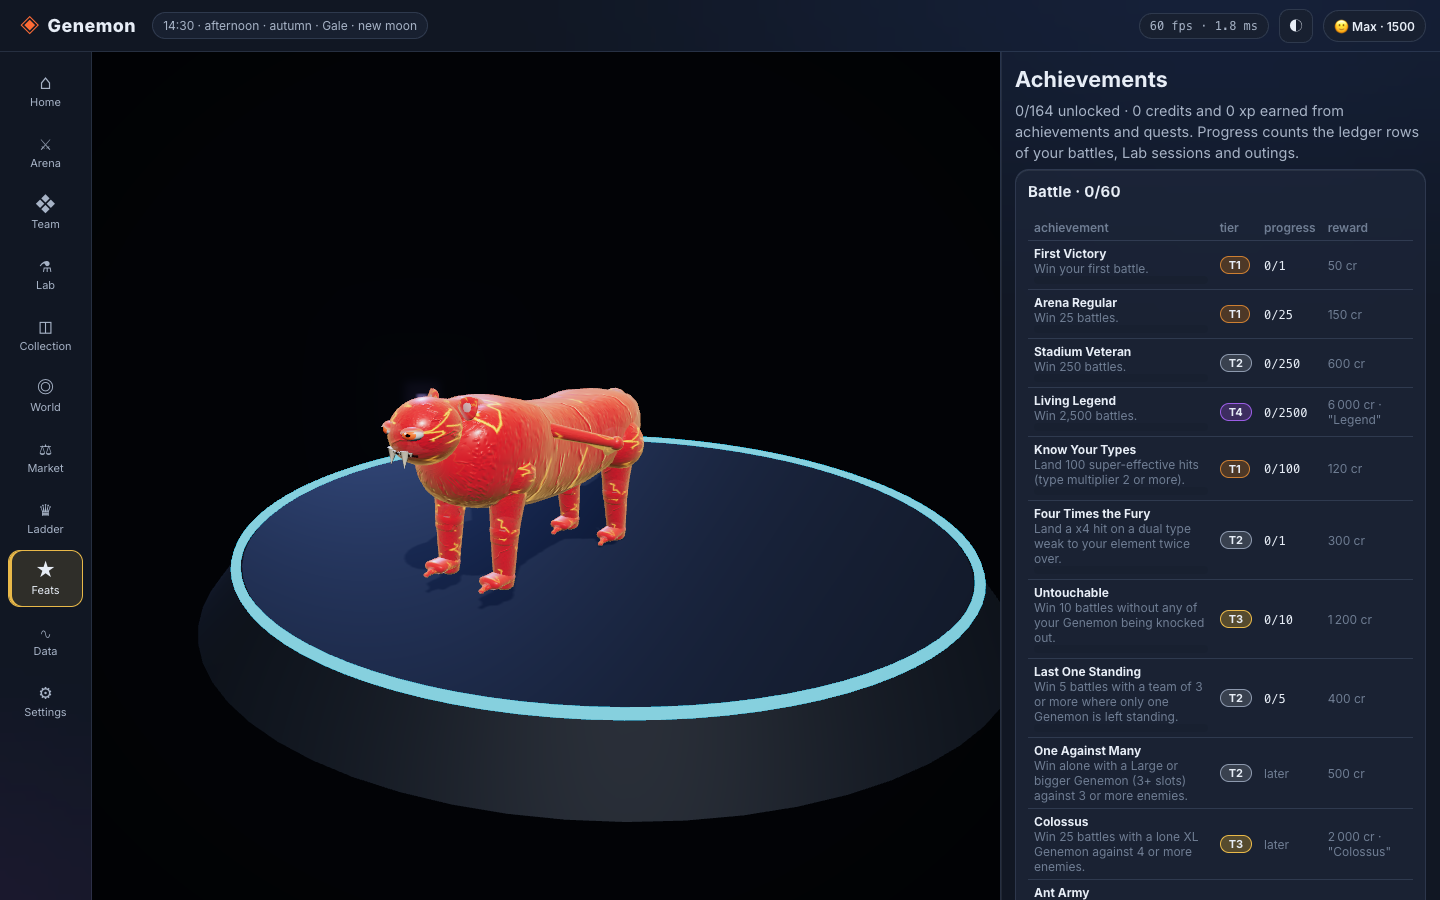 Genemon
14:30 · afternoon · autumn · Gale · new moon
60 fps · 1.8 ms
Max · 1500
Home
Arena
Team
Lab
Collection
World
Market
Ladder
Feats
Data
Settings
Achievements
0/164 unlocked · 0 credits and 0 xp earned from
achievements and quests. Progress counts the ledger rows
of your battles, Lab sessions and outings.
Battle · 0/60
achievement tier progress reward
First Victory
Win your first battle.
T1 0/1 50 cr
Arena Regular
Win 25 battles.
T1 0/25 150 cr
Stadium Veteran
Win 250 battles.
T2 0/250 600 cr
Living Legend
Win 2,500 battles.
T4 0/2500 6 000 cr ·
"Legend"
Know Your Types
Land 100 super-effective hits
(type multiplier 2 or more).
T1 0/100 120 cr
Four Times the Fury
Land a x4 hit on a dual type
weak to your element twice
over.
T2 0/1 300 cr
Untouchable
Win 10 battles without any of
your Genemon being knocked
out.
T3 0/10 1 200 cr
Last One Standing
Win 5 battles with a team of 3
or more where only one
Genemon is left standing.
T2 0/5 400 cr
One Against Many
Win alone with a Large or
bigger Genemon (3+ slots)
against 3 or more enemies.
T2 later 500 cr
Colossus
Win 25 battles with a lone XL
Genemon against 4 or more
enemies.
T3 later 2 000 cr ·
"Colossus"
Ant Army